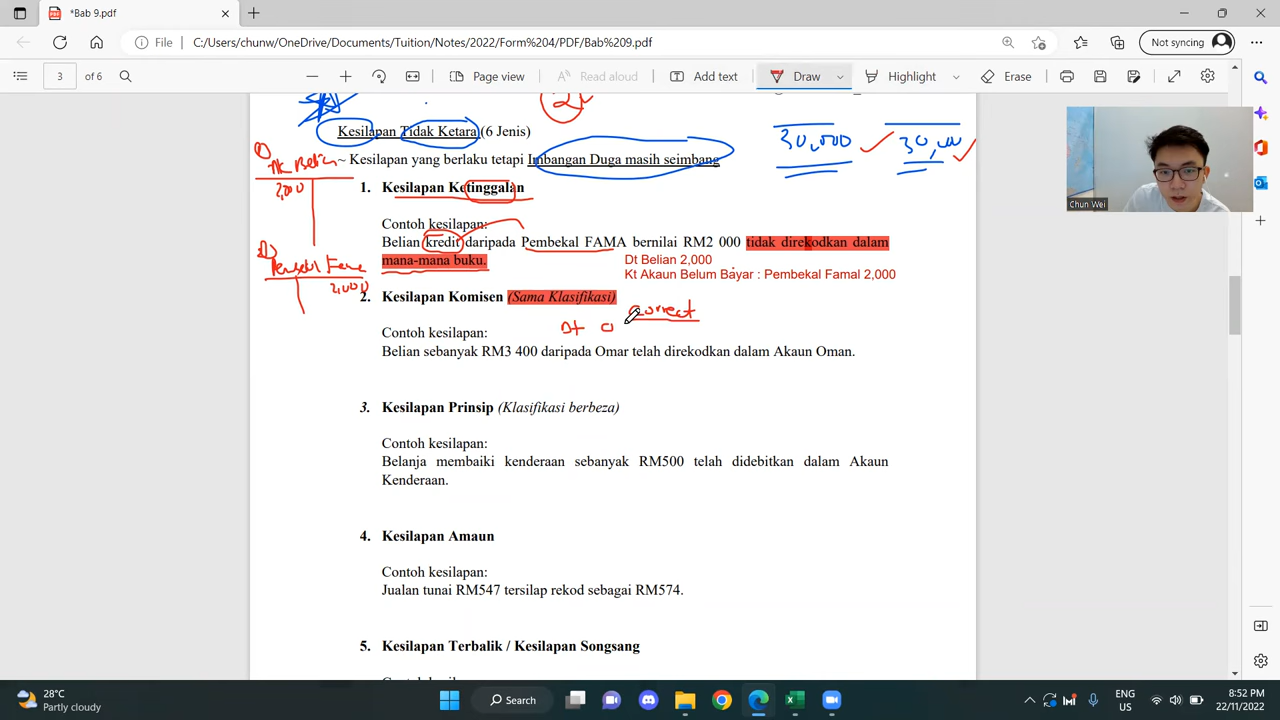 *Bab 9.pdf
File C:/Users/chunw/OneDrive/Documents/Tuition/Notes/2022/Form%204/PDF/Bab%209.pdf
Not syncing
3 of 6
Page view
Read aloud
Add text
Draw
Highlight
Erase
Kesilapan Tidak Ketara (6 Jenis)
30,000
~ Kesilapan yang berlaku tetapi Imbangan Duga masih seimbang
2,000
1. Kesilapan Ketinggalan
Contoh kesilapan:
Belian kredit daripada Pembekal FAMA bernilai RM2 000 tidak direkodkan dalam
mana-mana buku.
Dt Belian 2,000
Kt Akaun Belum Bayar : Pembekal Famal 2,000
2. Kesilapan Komisen (Sama Klasifikasi)
Correct
Dt O
Contoh kesilapan:
Belian sebanyak RM3 400 daripada Omar telah direkodkan dalam Akaun Oman.
3. Kesilapan Prinsip (Klasifikasi berbeza)
Contoh kesilapan:
Belanja membaiki kenderaan sebanyak RM500 telah didebitkan dalam Akaun
Kenderaan.
4. Kesilapan Amaun
Contoh kesilapan:
Jualan tunai RM547 tersilap rekod sebagai RM574.
5. Kesilapan Terbalik / Kesilapan Songsang
Chun Wei
28°C
Partly cloudy
Search
ENG
US
8:52 PM
22/11/2022